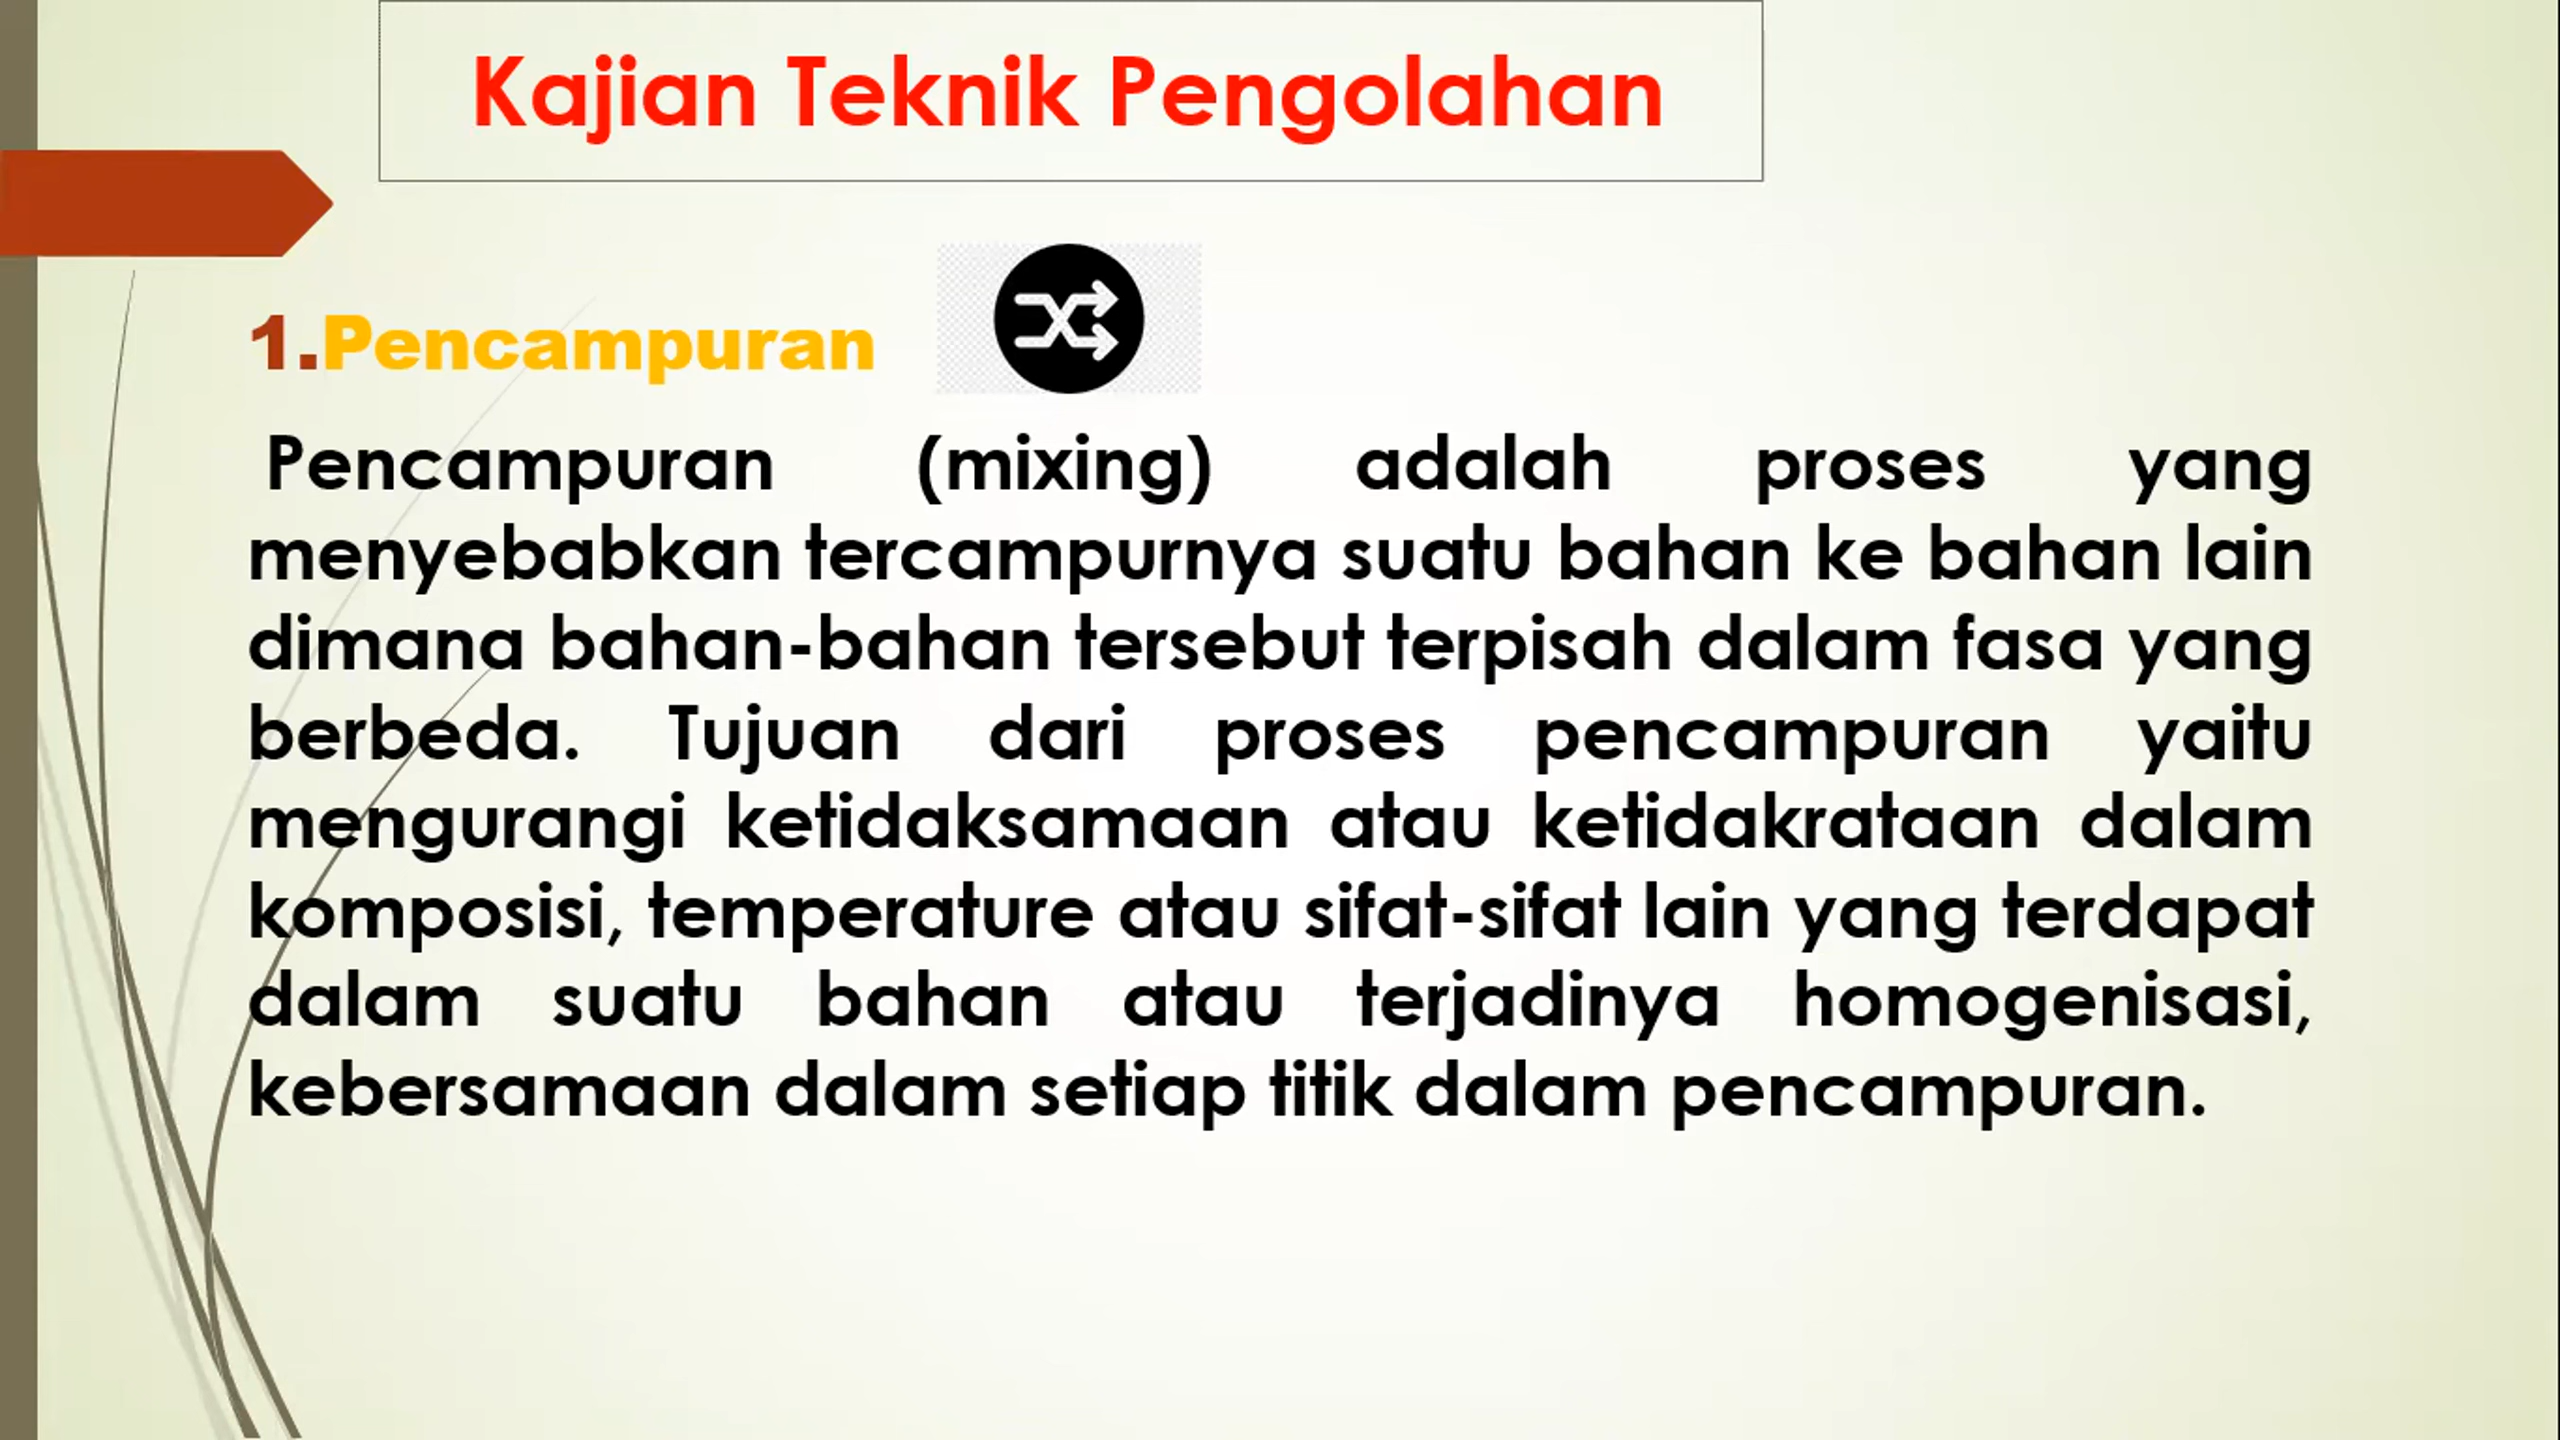 Kajian Teknik Pengolahan
1.Pencampuran
Pencampuran (mixing) adalah proses yang
menyebabkan tercampurnya suatu bahan ke bahan lain
dimana bahan-bahan tersebut terpisah dalam fasa yang
berbeda. Tujuan dari proses pencampuran yaitu
mengurangi ketidaksamaan atau ketidakrataan dalam
komposisi, temperature atau sifat-sifat lain yang terdapat
dalam suatu bahan atau terjadinya homogenisasi,
kebersamaan dalam setiap titik dalam pencampuran.